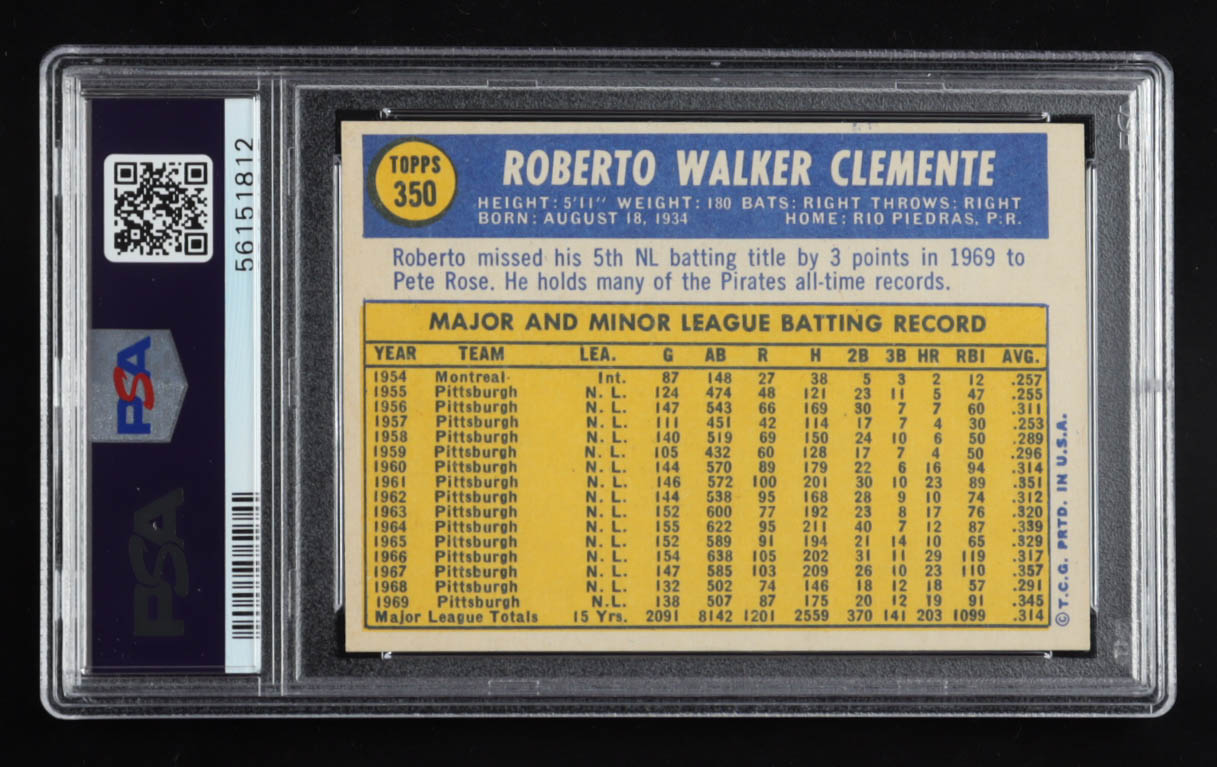 PSA
PSA
56151812
TOPPS
350
ROBERTO WALKER CLEMENTE
HEIGHT: 5'11" WEIGHT: 180 BATS: RIGHT THROWS: RIGHT
BORN: AUGUST 18, 1934 HOME: RIO PIEDRAS, P.R.
Roberto missed his 5th NL batting title by 3 points in 1969 to
Pete Rose. He holds many of the Pirates all-time records.
MAJOR AND MINOR LEAGUE BATTING RECORD
YEAR TEAM LEA. G AB R H 2B 3B HR RBI AVG.
1954 Montreal Int. 87 148 27 38 5 3 2 12 .257
1955 Pittsburgh N. L. 124 474 48 121 23 11 5 47 .255
1956 Pittsburgh N. L. 147 543 66 169 30 7 7 60 .311
1957 Pittsburgh N. L. 111 451 42 114 17 7 4 30 .253
1958 Pittsburgh N. L. 140 519 69 150 24 10 6 50 .289
1959 Pittsburgh N. L. 105 432 60 128 17 7 4 50 .296
1960 Pittsburgh N. L. 144 570 89 179 22 6 16 94 .314
1961 Pittsburgh N. L. 146 572 100 201 30 10 23 89 .351
1962 Pittsburgh N. L. 144 538 95 168 28 9 10 74 .312
1963 Pittsburgh N. L. 152 600 77 192 23 8 17 76 .320
1964 Pittsburgh N. L. 155 622 95 211 40 7 12 87 .339
1965 Pittsburgh N. L. 152 589 91 194 21 14 10 65 .329
1966 Pittsburgh N. L. 154 638 105 202 31 11 29 119 .317
1967 Pittsburgh N. L. 147 585 103 209 26 10 23 110 .357
1968 Pittsburgh N. L. 132 502 74 146 18 12 18 57 .291
1969 Pittsburgh N.L. 138 507 87 175 20 12 19 91 .345
Major League Totals 15 Yrs. 2091 8142 1201 2559 370 141 203 1099 .314
© T.C.G. PRTD. IN U.S.A.